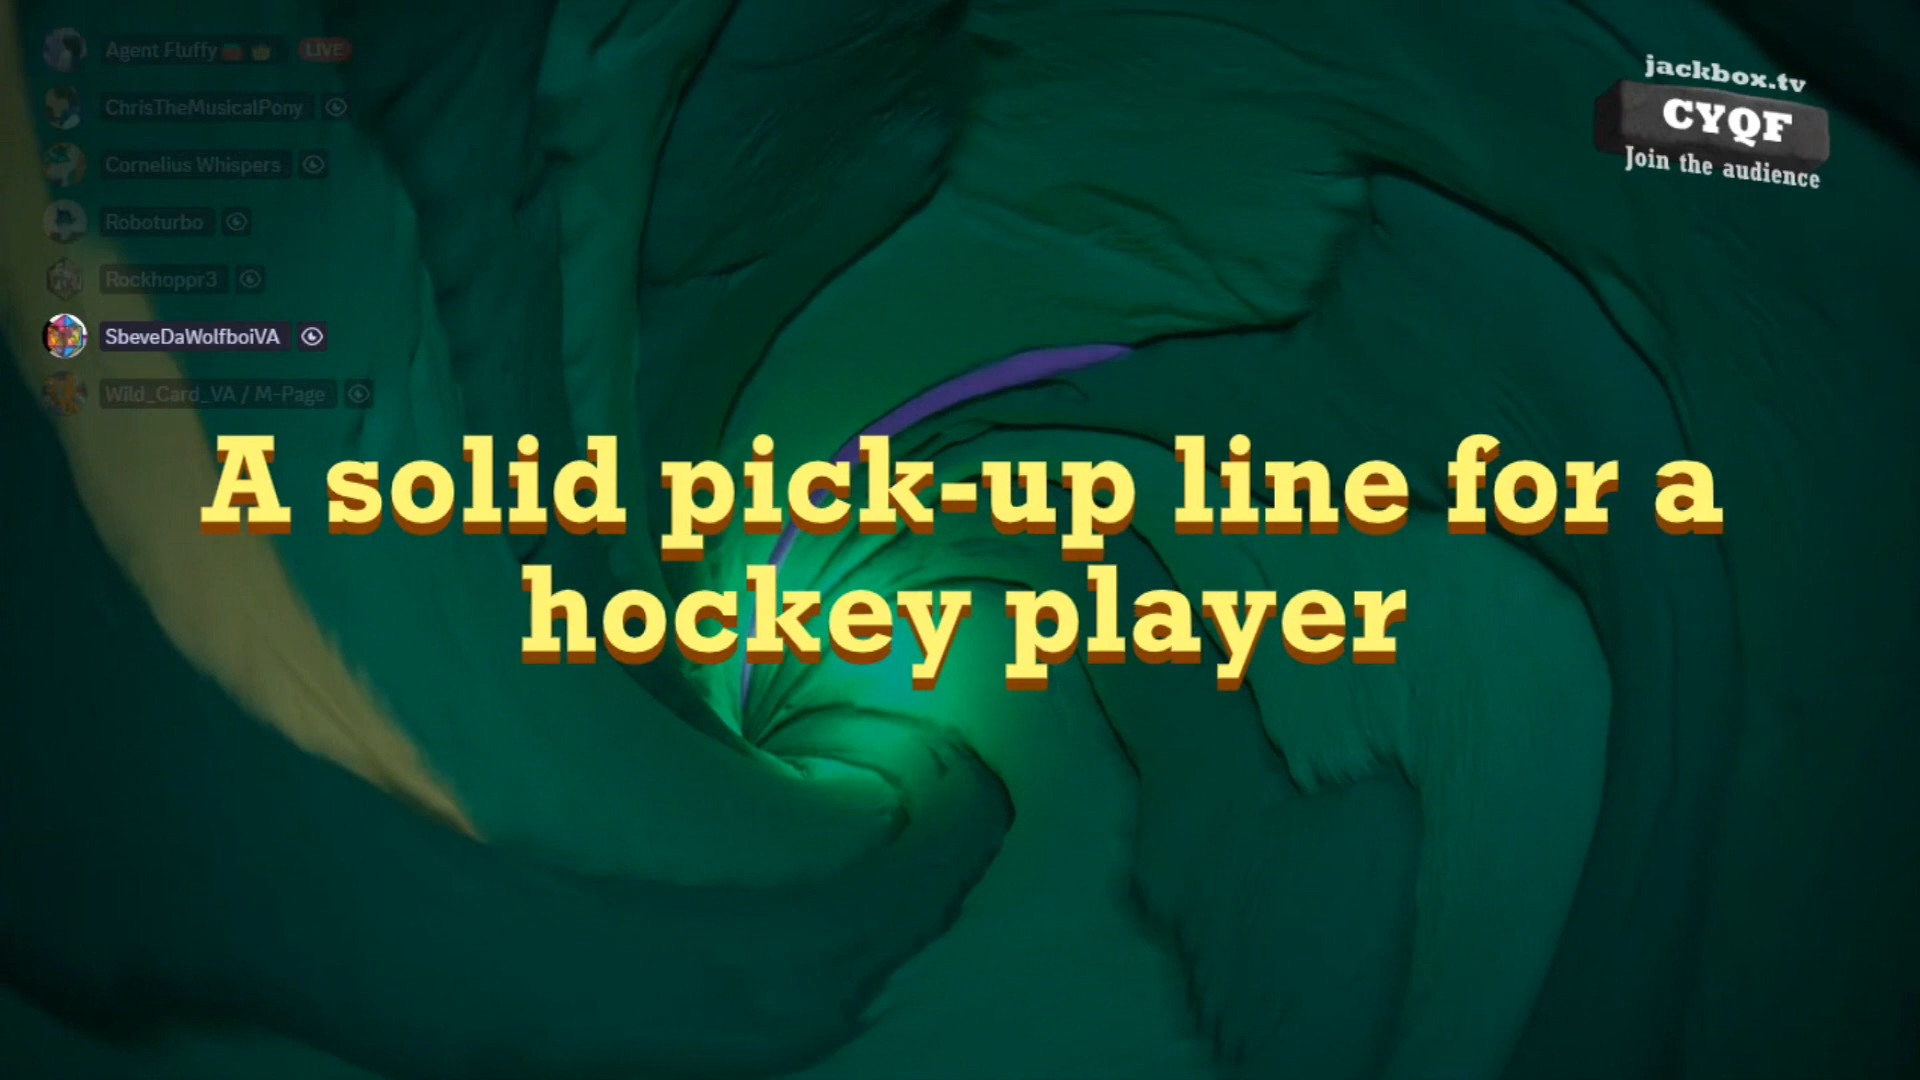 Agent Fluffy LIVE
ChrisTheMusicalPony
Cornelius Whispers
Roboturbo
Rockhoppr3
SbeveDaWolfboiVA
Wild_Card_VA / M-Page
jackbox.tv
CYQF
Join the audience
A solid pick-up line for a
hockey player